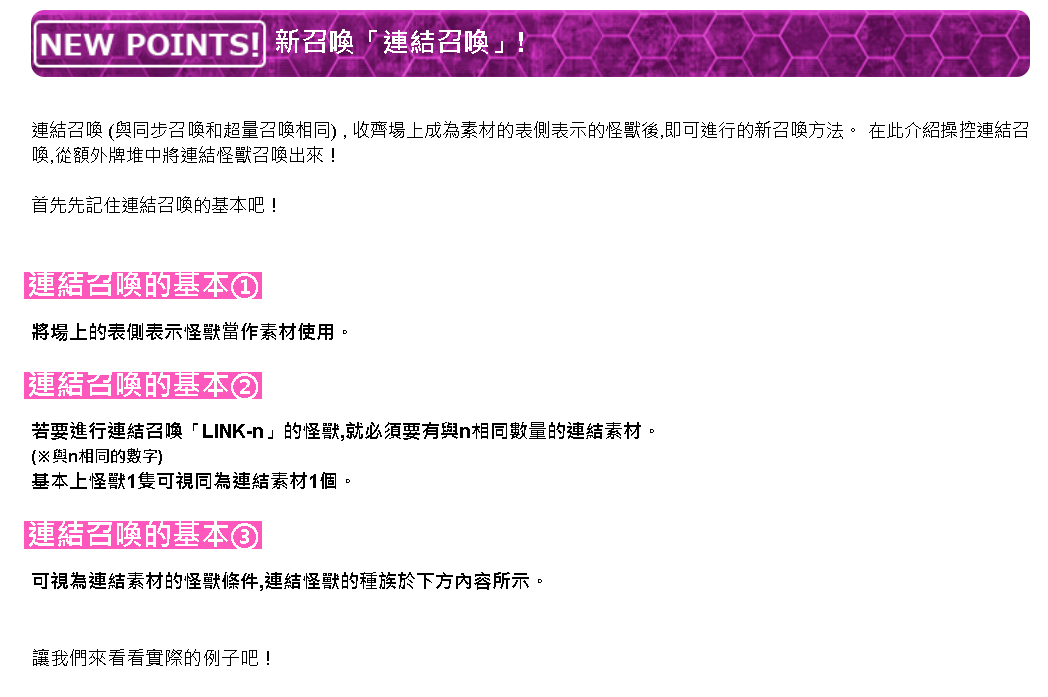 NEW POINTS! 新召喚「連結召喚」!
連結召喚 (與同步召喚和超量召喚相同) , 收齊場上成為素材的表側表示的怪獸後,即可進行的新召喚方法。 在此介紹操控連結召
喚,從額外牌堆中將連結怪獸召喚出來！
首先先記住連結召喚的基本吧！
連結召喚的基本①
將場上的表側表示怪獸當作素材使用。
連結召喚的基本②
若要進行連結召喚「LINK-n」的怪獸,就必須要有與n相同數量的連結素材。
(※與n相同的數字)
基本上怪獸1隻可視同為連結素材1個。
連結召喚的基本③
可視為連結素材的怪獸條件,連結怪獸的種族於下方內容所示。
讓我們來看看實際的例子吧！